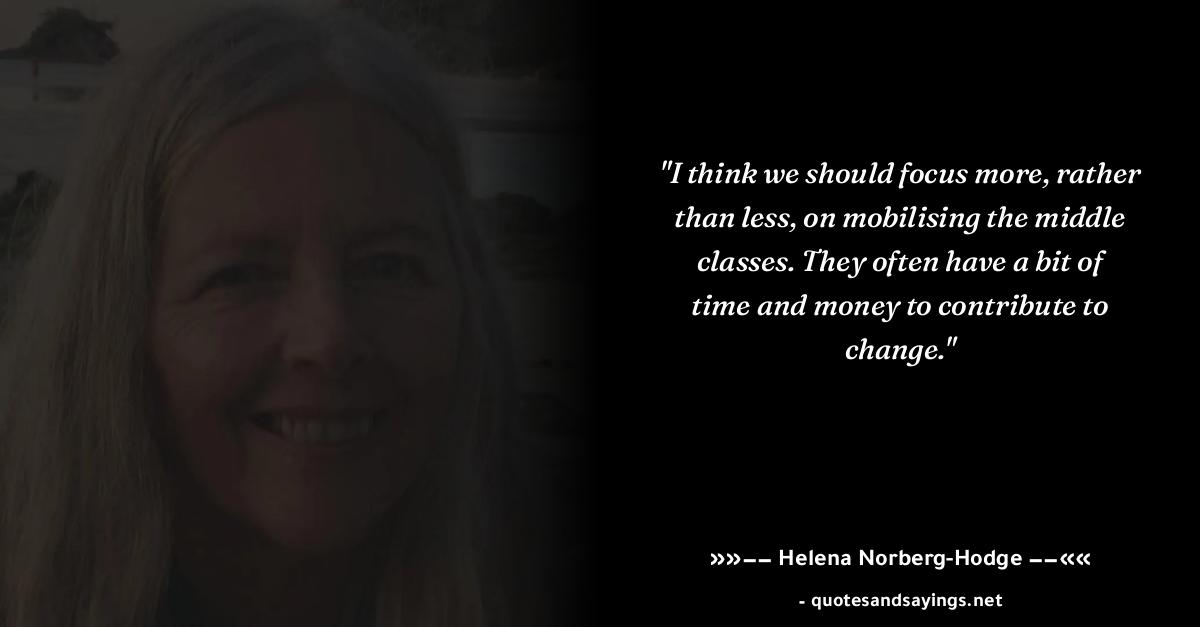 "I think we should focus more, rather
than less, on mobilising the middle
classes. They often have a bit of
time and money to contribute to
change."
»»−− Helena Norberg-Hodge −−««
- quotesandsayings.net